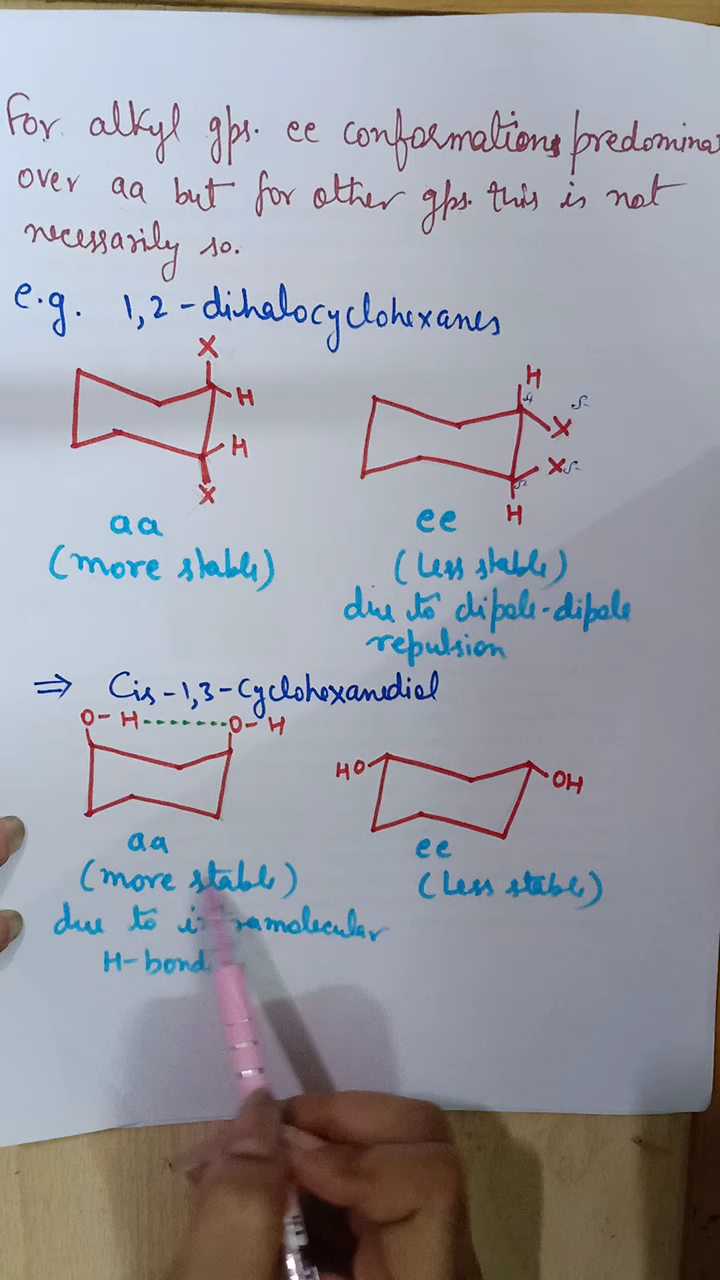 For alkyl gps. ee conformations predomina
over aa but for other gps. this is not
necessarily so.
e.g. 1,2-dihalocyclohexanes
X
H
H
X
H
X
X
H
aa
ee
(more stable)
(less stable)
due to dipole-dipole
repulsion
⇒ Cis-1,3-Cyclohexanediol
O-H-------O-H
HO
OH
aa
ee
(more stable)
(less stable)
due to intramolecular
H-bond